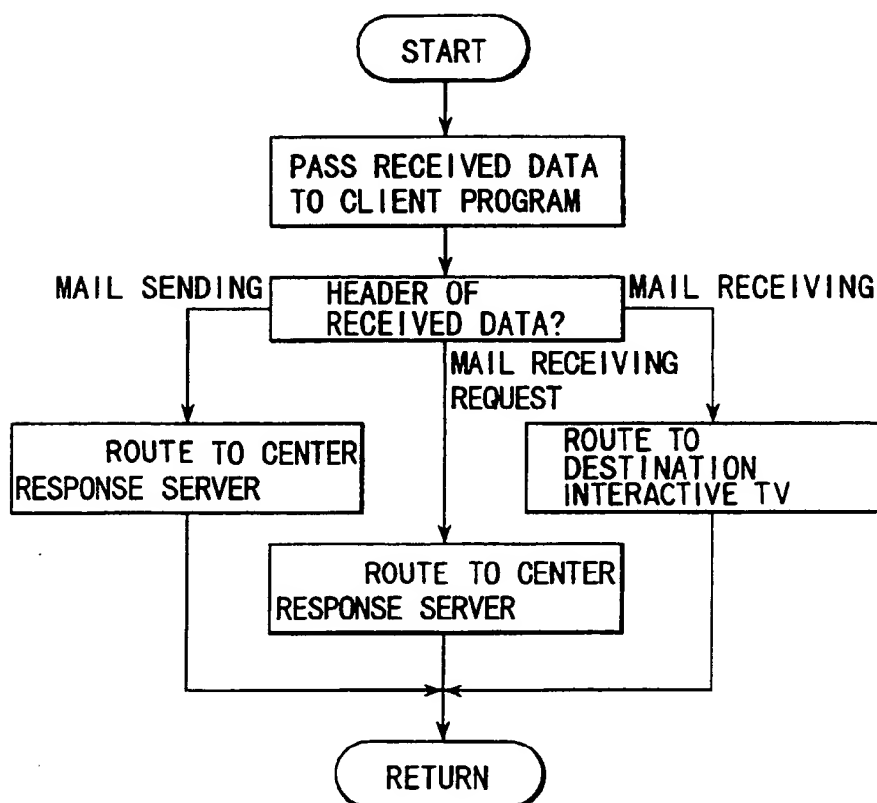 START
PASS RECEIVED DATA
TO CLIENT PROGRAM
MAIL SENDING
HEADER OF
RECEIVED DATA?
MAIL RECEIVING
MAIL RECEIVING
REQUEST
ROUTE TO CENTER
RESPONSE SERVER
ROUTE TO
DESTINATION
INTERACTIVE TV
ROUTE TO CENTER
RESPONSE SERVER
RETURN